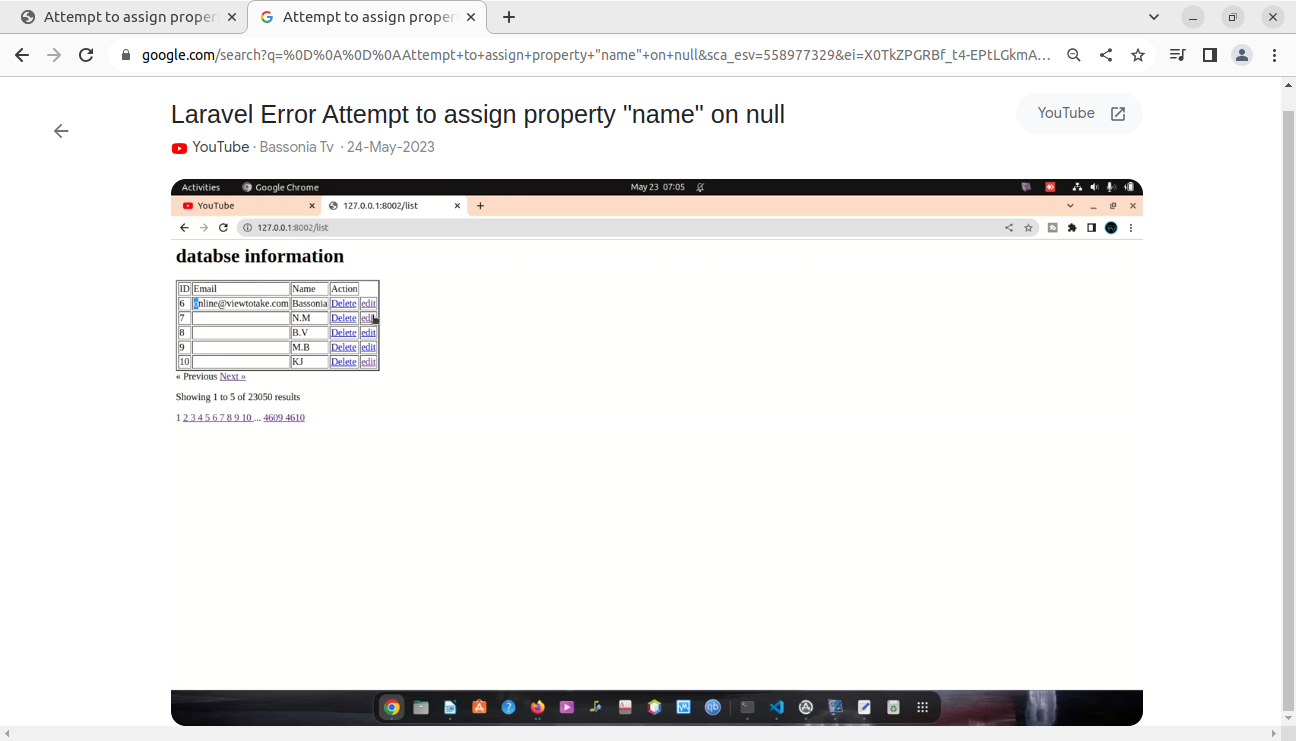 Attempt to assign proper
Attempt to assign proper
google.com/search?q=%0D%0A%0D%0AAttempt+to+assign+property+"name"+on+null&sca_esv=558977329&ei=X0TkZPGRBf_t4-EPtLGkmA...
Laravel Error Attempt to assign property "name" on null
YouTube
YouTube · Bassonia Tv · 24-May-2023
Activities Google Chrome May 23 07:05
YouTube 127.0.0.1:8002/list
127.0.0.1:8002/list
databse information
ID Email Name Action
6 online@viewtotake.com Bassonia Delete edit
7 N.M Delete edit
8 B.V Delete edit
9 M.B Delete edit
10 KJ Delete edit
« Previous Next »
Showing 1 to 5 of 23050 results
1 2 3 4 5 6 7 8 9 10 ... 4609 4610
qb